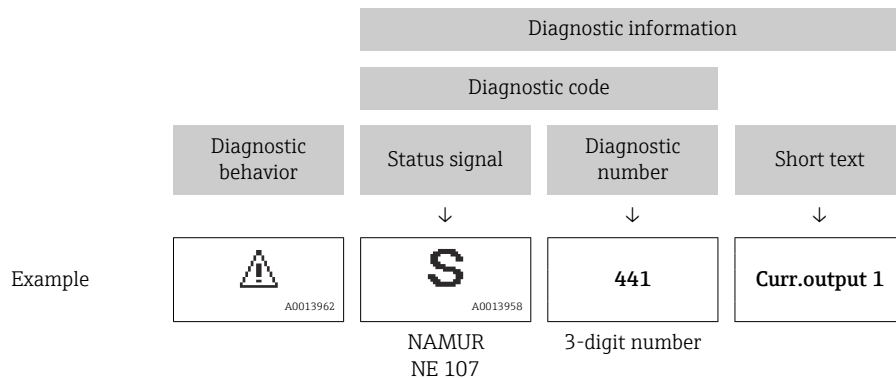 Diagnostic information
Diagnostic code
Diagnostic
behavior
Status signal
Diagnostic
number
Short text
↓ ↓ ↓
Example
A0013962
S
A0013958
441
Curr.output 1
NAMUR
NE 107
3-digit number